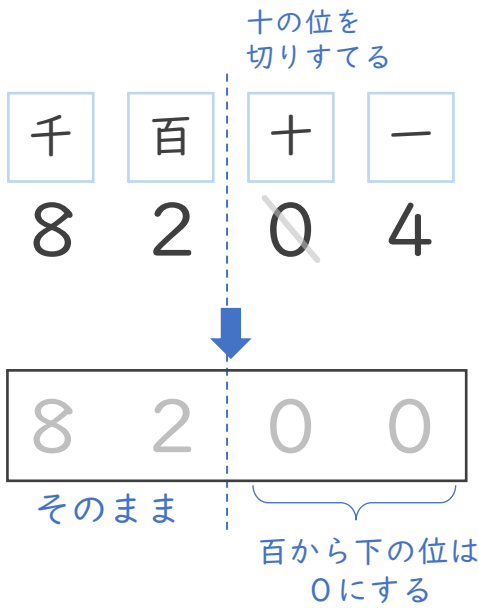 十の位を
切りすてる
千 百 十 一
8 2 0 4
8 2 0 0
そのまま
百から下の位は
0にする